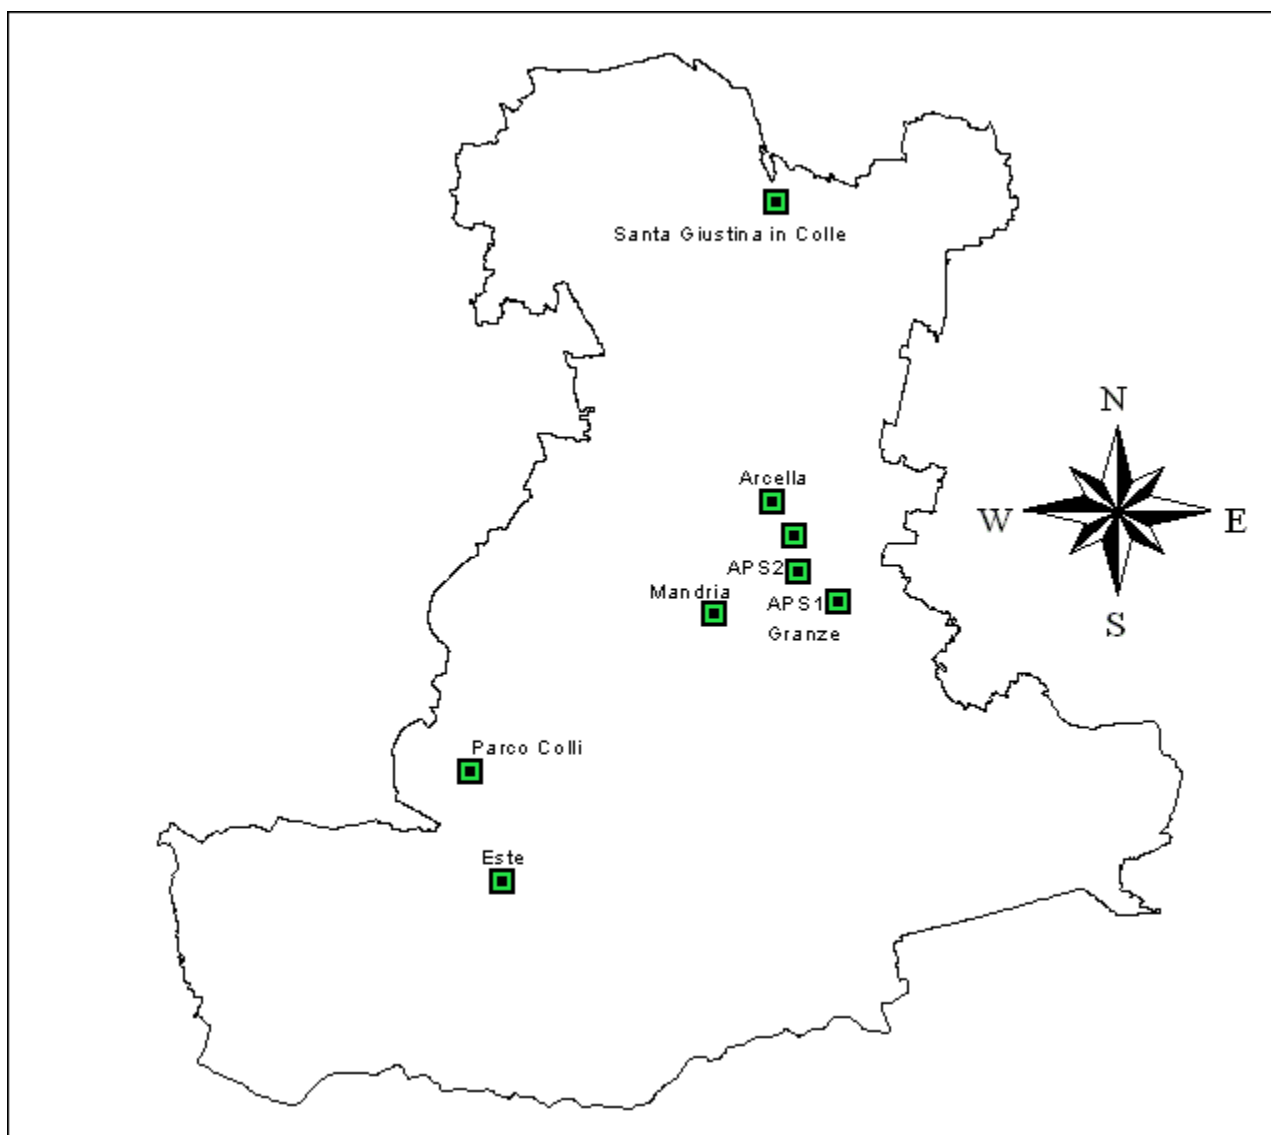 Santa Giustina in Colle
N
Arcella
W
E
APS2
Mandria
APS1
S
Granze
Parco Colli
Este